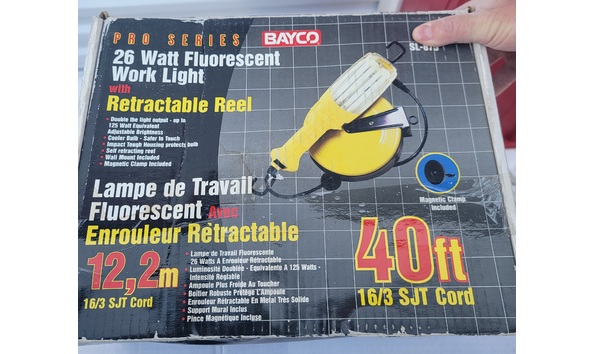 PRO SERIES
BAYCO
26 Watt Fluorescent
Work Light
with
Retractable Reel
• Double the light output - up to
125 Watt Equivalent
Adjustable Brightness
• Cooler Bulb - Safer to Touch
• Impact Tough Housing protects bulb
• Self retracting reel
• Wall Mount Included
• Magnetic Clamp Included
Magnetic Clamp
Included
Lampe de Travail
Fluorescent Avec
Enrouleur Rétractable
12,2m
16/3 SJT Cord
• Lampe de Travail Fluorescente
26 Watts A Enrouleur Rétractable
• Luminosité Doublée - Equivalente A 125 Watts -
Intensité Réglable
• Ampoule Plus Froide Au Toucher
• Boîtier Robuste Protège L'Ampoule
• Enrouleur Rétractable En Métal Très Solide
• Support Mural Inclus
• Pince Magnétique Incluse
40ft
16/3 SJT Cord